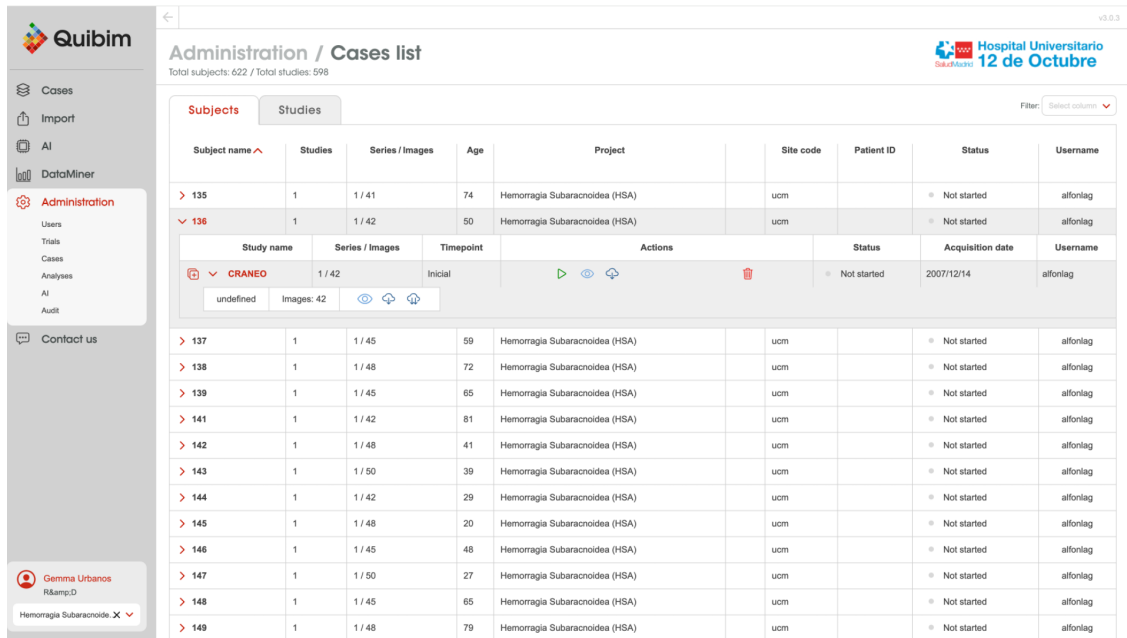 v3.0.3
Quibim
Administration / Cases list
Total subjects: 622 / Total studies: 598
SaludMadrid
Hospital Universitario
12 de Octubre
Cases
Import
AI
DataMiner
Administration
Users
Trials
Cases
Analyses
AI
Audit
Contact us
Gemma Urbanos
R&amp;D
Hemorragia Subaracnoide.
Subjects Studies
Filter: Select column
Subject name Studies Series / Images Age Project Site code Patient ID Status Username
135 1 1 / 41 74 Hemorragia Subaracnoidea (HSA) ucm Not started alfonlag
136 1 1 / 42 50 Hemorragia Subaracnoidea (HSA) ucm Not started alfonlag
Study name Series / Images Timepoint Actions Status Acquisition date Username
CRANEO 1 / 42 Inicial Not started 2007/12/14 alfonlag
undefined Images: 42
137 1 1 / 45 59 Hemorragia Subaracnoidea (HSA) ucm Not started alfonlag
138 1 1 / 48 72 Hemorragia Subaracnoidea (HSA) ucm Not started alfonlag
139 1 1 / 45 65 Hemorragia Subaracnoidea (HSA) ucm Not started alfonlag
141 1 1 / 42 81 Hemorragia Subaracnoidea (HSA) ucm Not started alfonlag
142 1 1 / 48 41 Hemorragia Subaracnoidea (HSA) ucm Not started alfonlag
143 1 1 / 50 39 Hemorragia Subaracnoidea (HSA) ucm Not started alfonlag
144 1 1 / 42 29 Hemorragia Subaracnoidea (HSA) ucm Not started alfonlag
145 1 1 / 48 20 Hemorragia Subaracnoidea (HSA) ucm Not started alfonlag
146 1 1 / 45 48 Hemorragia Subaracnoidea (HSA) ucm Not started alfonlag
147 1 1 / 50 27 Hemorragia Subaracnoidea (HSA) ucm Not started alfonlag
148 1 1 / 45 65 Hemorragia Subaracnoidea (HSA) ucm Not started alfonlag
149 1 1 / 48 79 Hemorragia Subaracnoidea (HSA) ucm Not started alfonlag